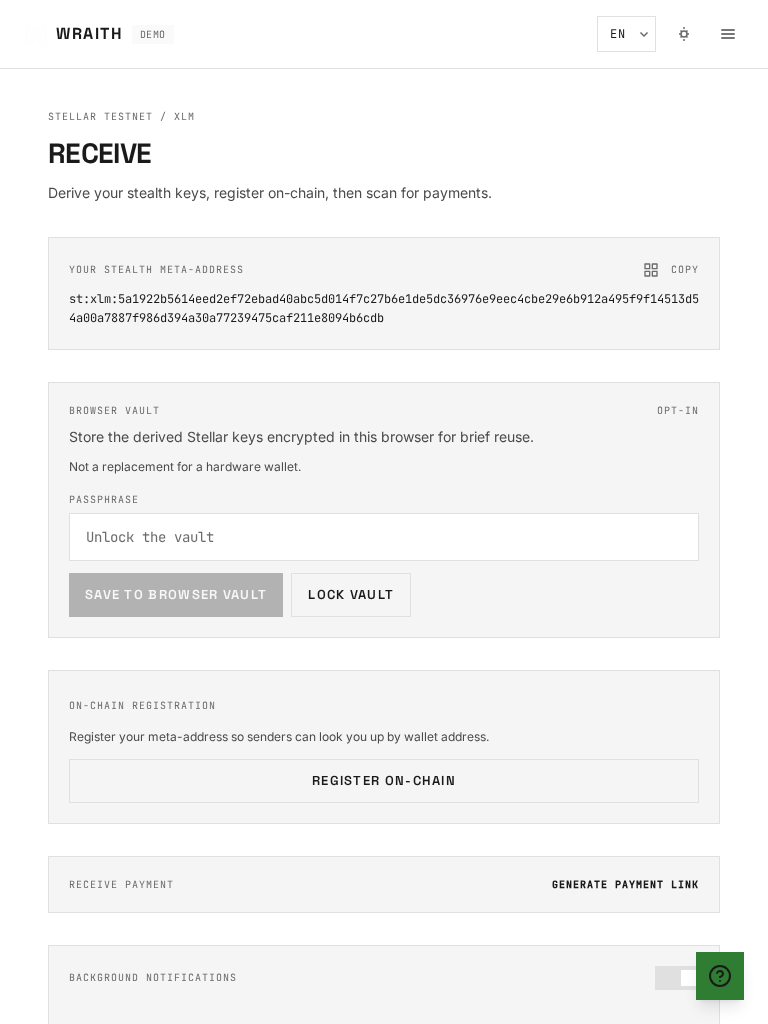 WRAITH DEMO EN
STELLAR TESTNET / XLM
RECEIVE
Derive your stealth keys, register on-chain, then scan for payments.
YOUR STEALTH META-ADDRESS COPY
st:xlm:5a1922b5614eed2ef72ebad40abc5d014f7c27b6e1de5dc36976e9eec4cbe29e6b912a495f9f14513d5
4a00a7887f986d394a30a77239475caf211e8094b6cdb
BROWSER VAULT OPT-IN
Store the derived Stellar keys encrypted in this browser for brief reuse.
Not a replacement for a hardware wallet.
PASSPHRASE
Unlock the vault
SAVE TO BROWSER VAULT LOCK VAULT
ON-CHAIN REGISTRATION
Register your meta-address so senders can look you up by wallet address.
REGISTER ON-CHAIN
RECEIVE PAYMENT GENERATE PAYMENT LINK
BACKGROUND NOTIFICATIONS